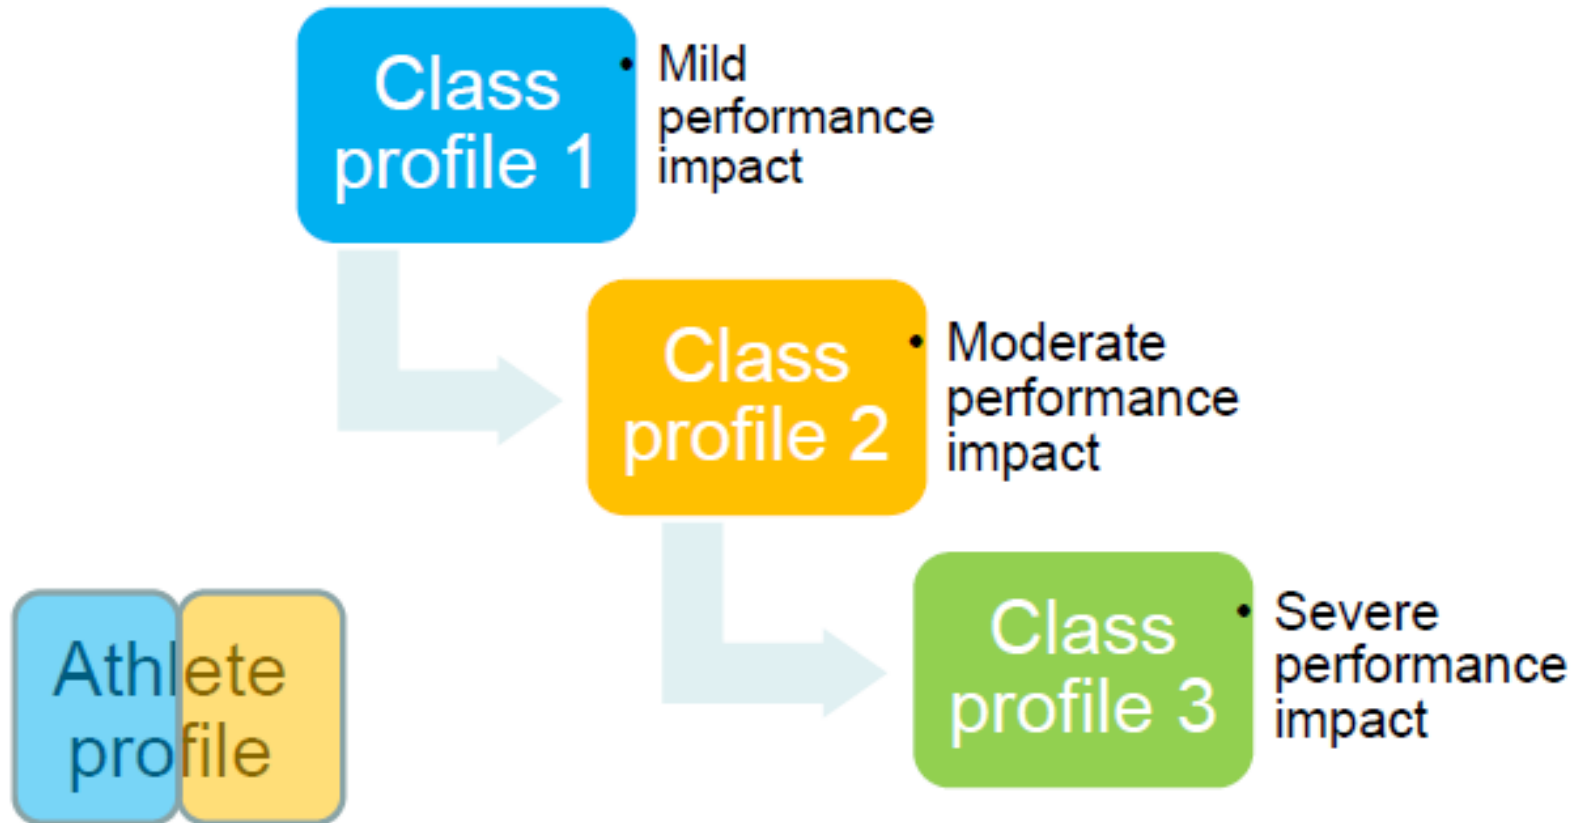 Class
profile 1
• Mild
performance
impact
Class
profile 2
• Moderate
performance
impact
Class
profile 3
• Severe
performance
impact
Athlete
profile